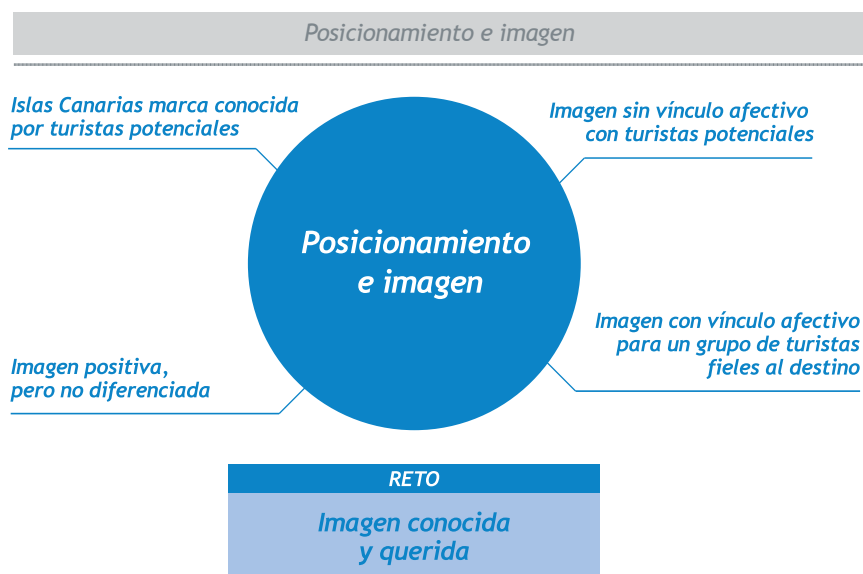 Posicionamiento e imagen
Islas Canarias marca conocida
por turistas potenciales
Imagen sin vínculo afectivo
con turistas potenciales
Posicionamiento
e imagen
Imagen con vínculo afectivo
para un grupo de turistas
fieles al destino
Imagen positiva,
pero no diferenciada
RETO
Imagen conocida
y querida